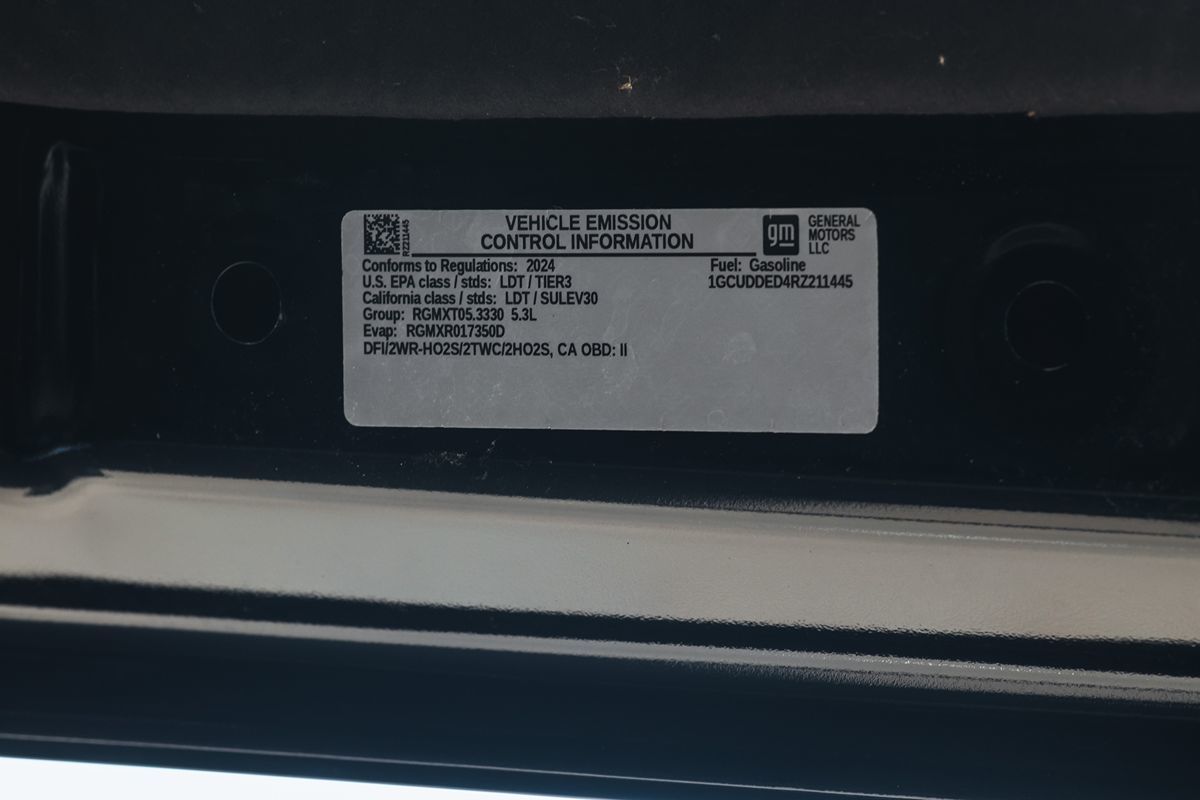 RZ211445
VEHICLE EMISSION
CONTROL INFORMATION
gm
GENERAL
MOTORS
LLC
Conforms to Regulations: 2024
U.S. EPA class / stds: LDT / TIER3
California class / stds: LDT / SULEV30
Group: RGMXT05.3330 5.3L
Evap: RGMXR017350D
DFI/2WR-HO2S/2TWC/2HO2S, CA OBD: II
Fuel: Gasoline
1GCUDDED4RZ211445